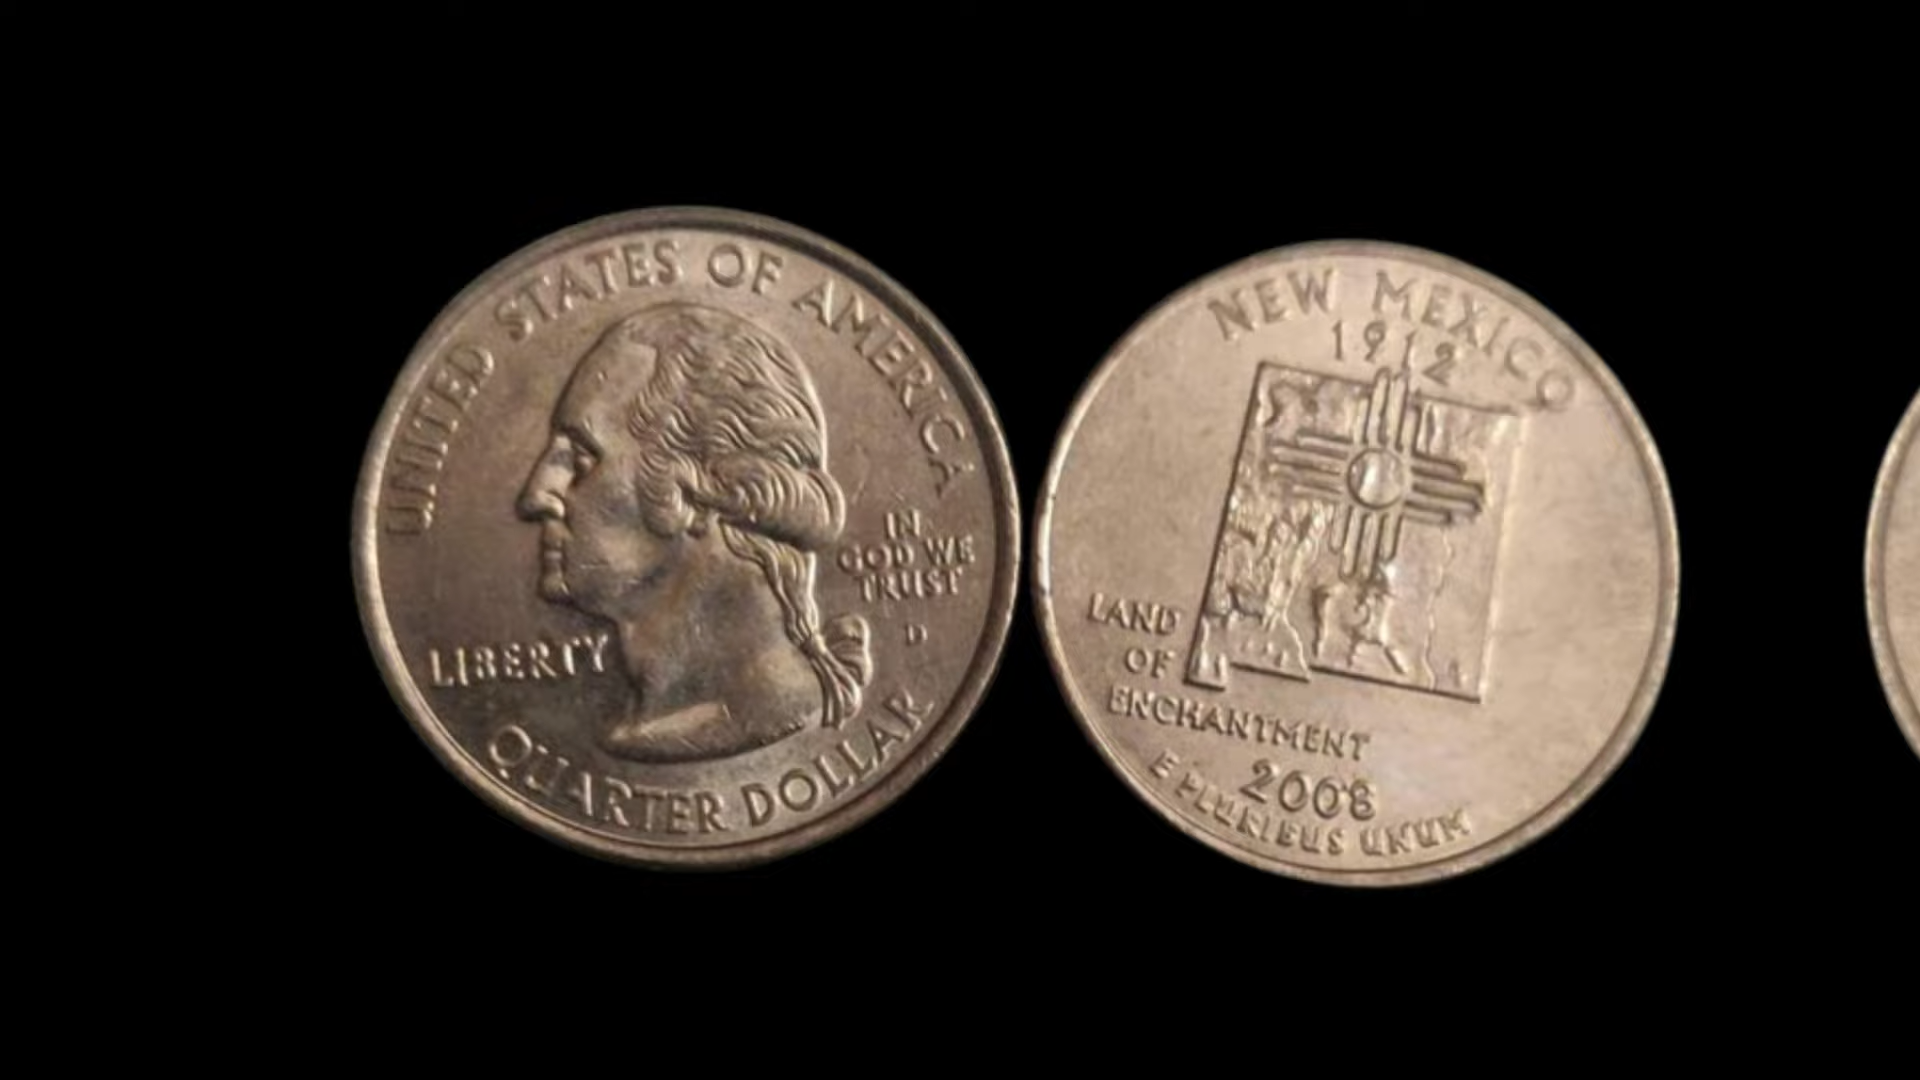 UNITED STATES OF AMERICA
IN
GOD WE
TRUST
D
LIBERTY
QUARTER DOLLAR
NEW MEXICO
1912
LAND
OF
ENCHANTMENT
2008
E PLURIBUS UNUM